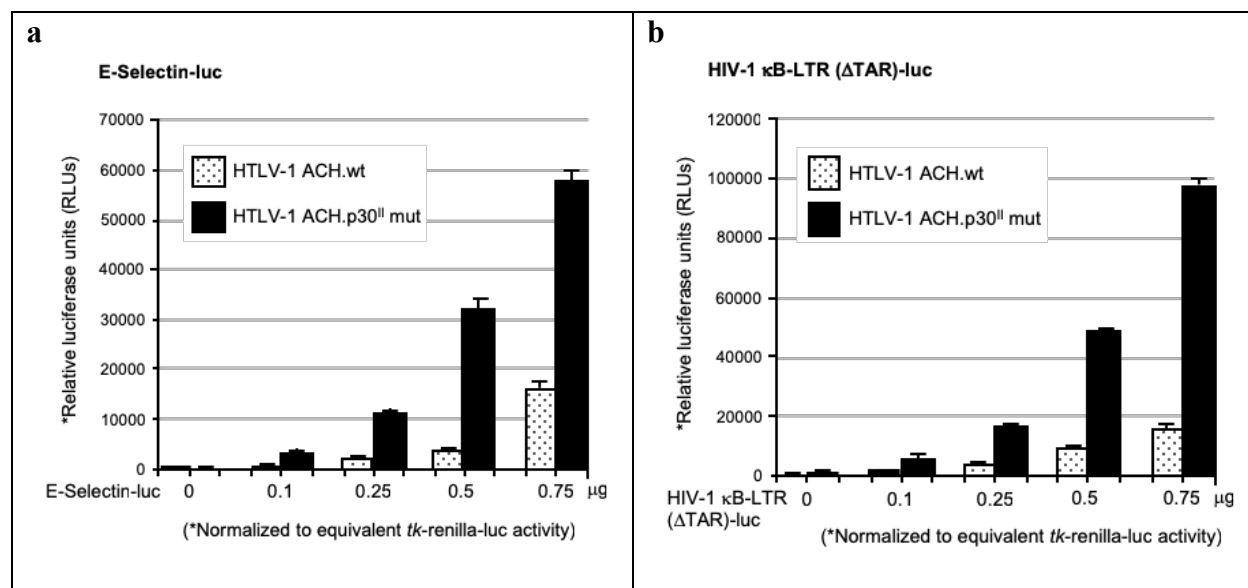 a
E-Selectin-luc
*Relative luciferase units (RLUs)
70000
60000
50000
40000
30000
20000
10000
0
HTLV-1 ACH.wt
HTLV-1 ACH.p30ᴵᴵ mut
E-Selectin-luc 0 0.1 0.25 0.5 0.75 μg
(*Normalized to equivalent tk-renilla-luc activity)
b
HIV-1 κB-LTR (ΔTAR)-luc
*Relative luciferase units (RLUs)
120000
100000
80000
60000
40000
20000
0
HTLV-1 ACH.wt
HTLV-1 ACH.p30ᴵᴵ mut
HIV-1 κB-LTR 0 0.1 0.25 0.5 0.75 μg
(ΔTAR)-luc
(*Normalized to equivalent tk-renilla-luc activity)